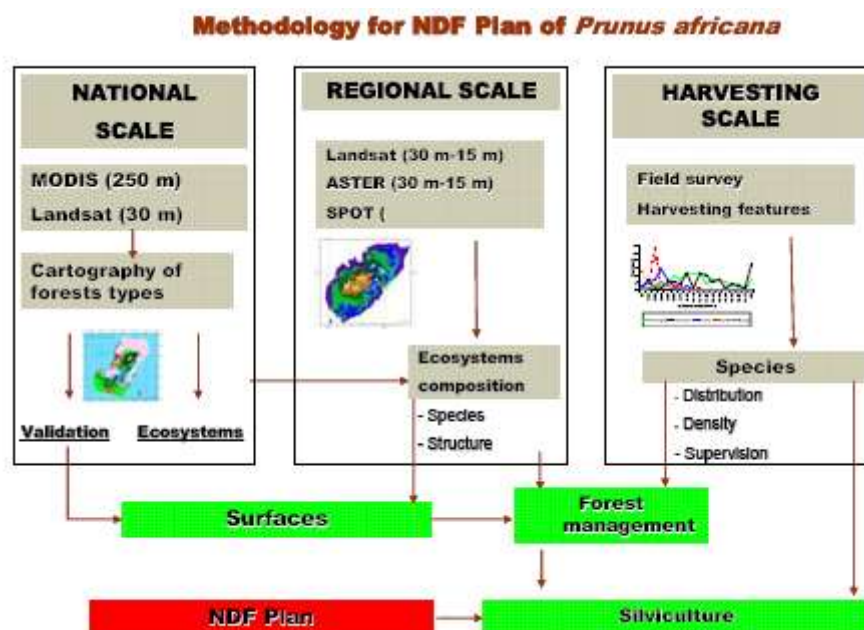 Methodology for NDF Plan of Prunus africana
NATIONAL
SCALE
MODIS (250 m)
Landsat (30 m)
Cartography of
forests types
Validation
Ecosystems
REGIONAL SCALE
Landsat (30 m-15 m)
ASTER (30 m-15 m)
SPOT (
Ecosystems
composition
- Species
- Structure
HARVESTING
SCALE
Field survey
Harvesting features
Species
- Distribution
- Density
- Supervision
Surfaces
Forest
management
NDF Plan
Silviculture